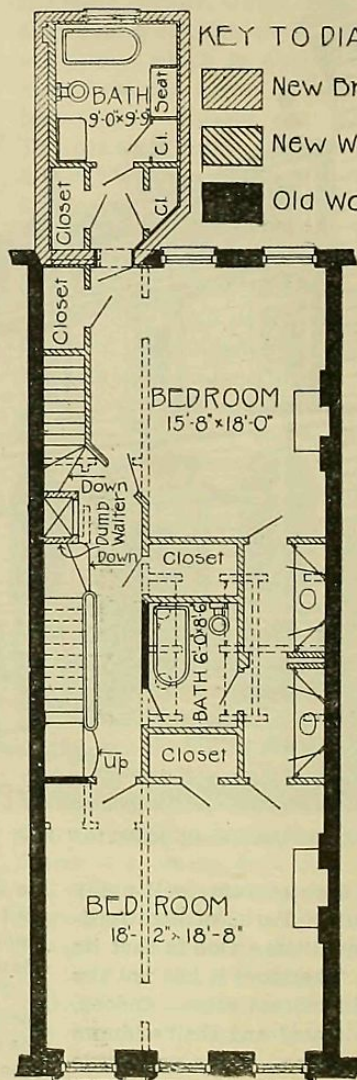 KEY TO DIA
New Br
New W
Old Wa
BATH
9'-0"x9'-9"
Seat
Cl.
Closet
Cl.
Closet
BEDROOM
15'-8"x18'-0"
Down
Dumb
Waiter
Down
Closet
BATH 6'-0"x8'-6"
Closet
Up
BED ROOM
18'-2"x18'-8"